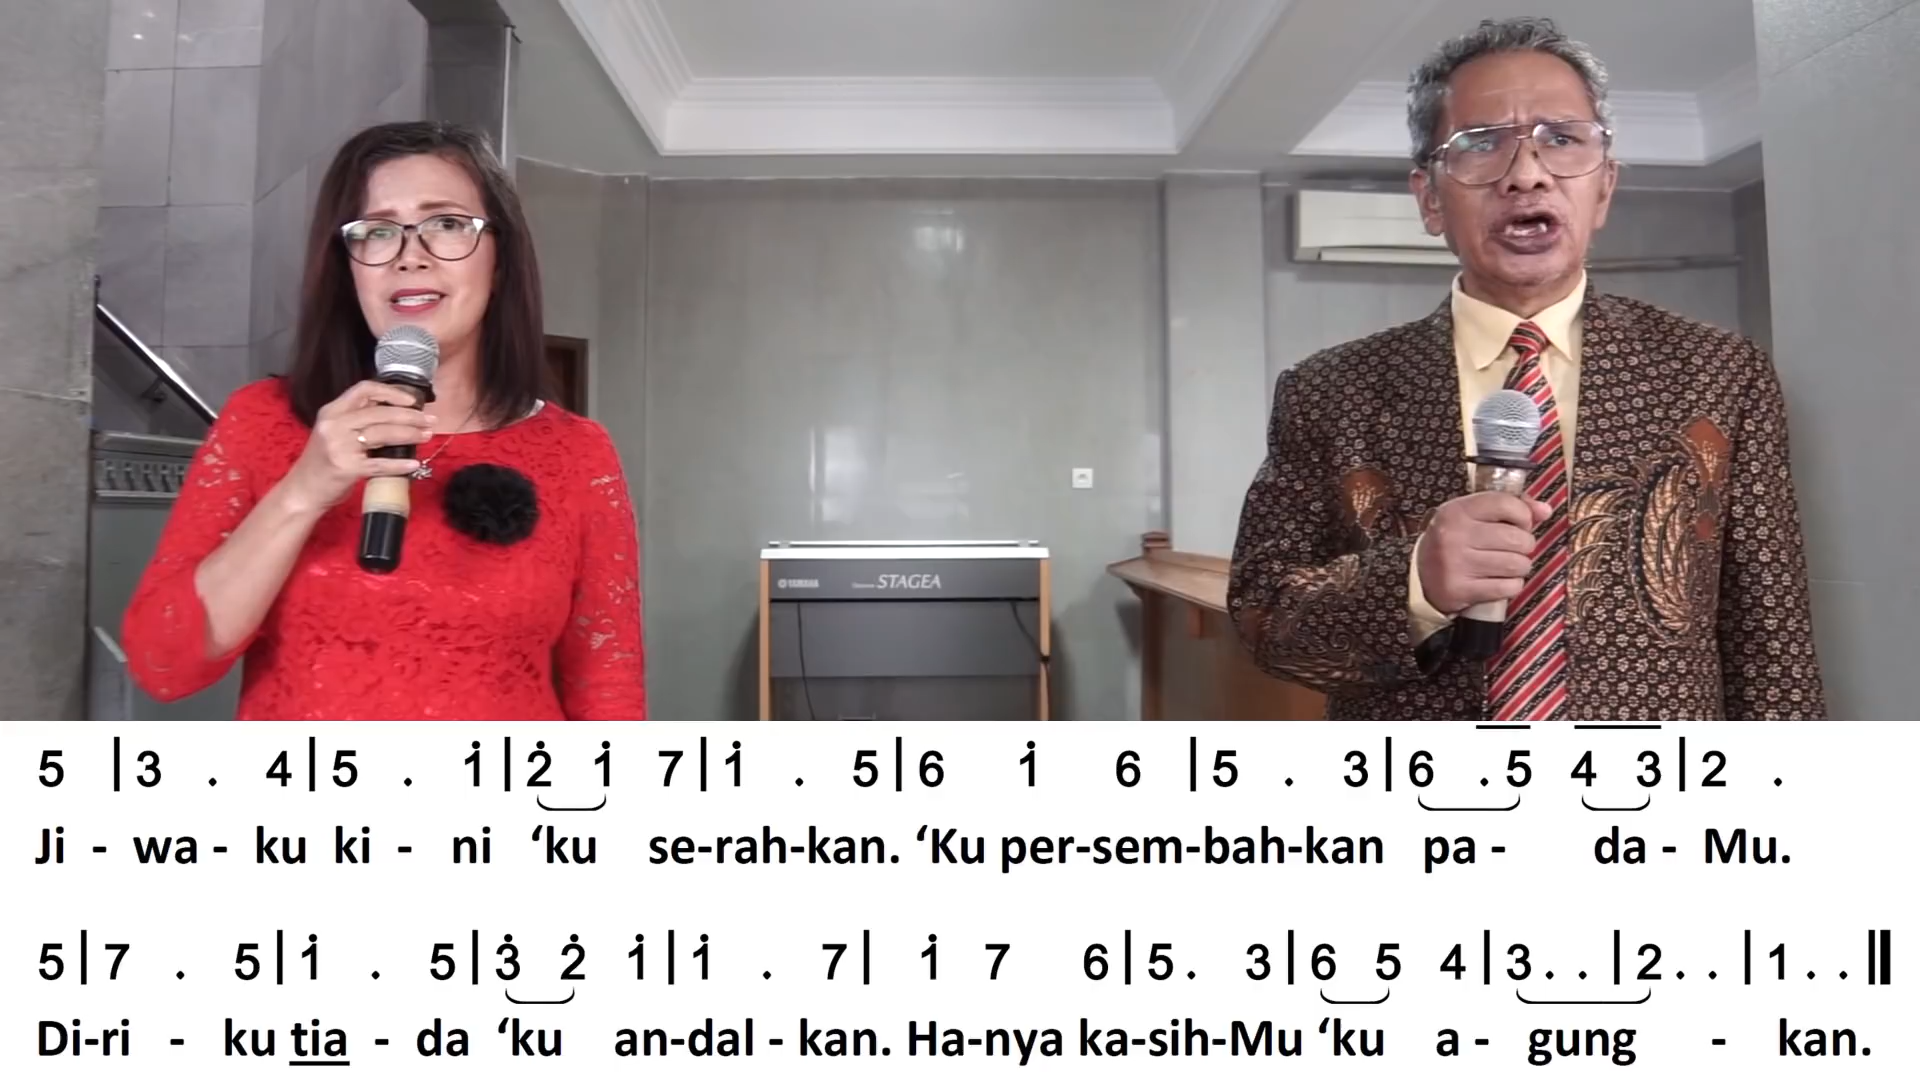 YAMAHA STAGEA
5 | 3 . 4 | 5 . i̇ | 2̇ i̇ 7 | i̇ . 5 | 6 i̇ 6 | 5 . 3 | 6 .5 4 3 | 2 .
Ji - wa - ku ki - ni ‘ku se-rah-kan. ‘Ku per-sem-bah-kan pa - da - Mu.
5 | 7 . 5 | i̇ . 5 | 3̇ 2̇ i̇ | i̇ . 7 | i̇ 7 6 | 5 . 3 | 6 5 4 | 3 . . | 2 . . | 1 . . ||
Di-ri - ku tia - da ‘ku an-dal - kan. Ha-nya ka-sih-Mu ‘ku a - gung - kan.